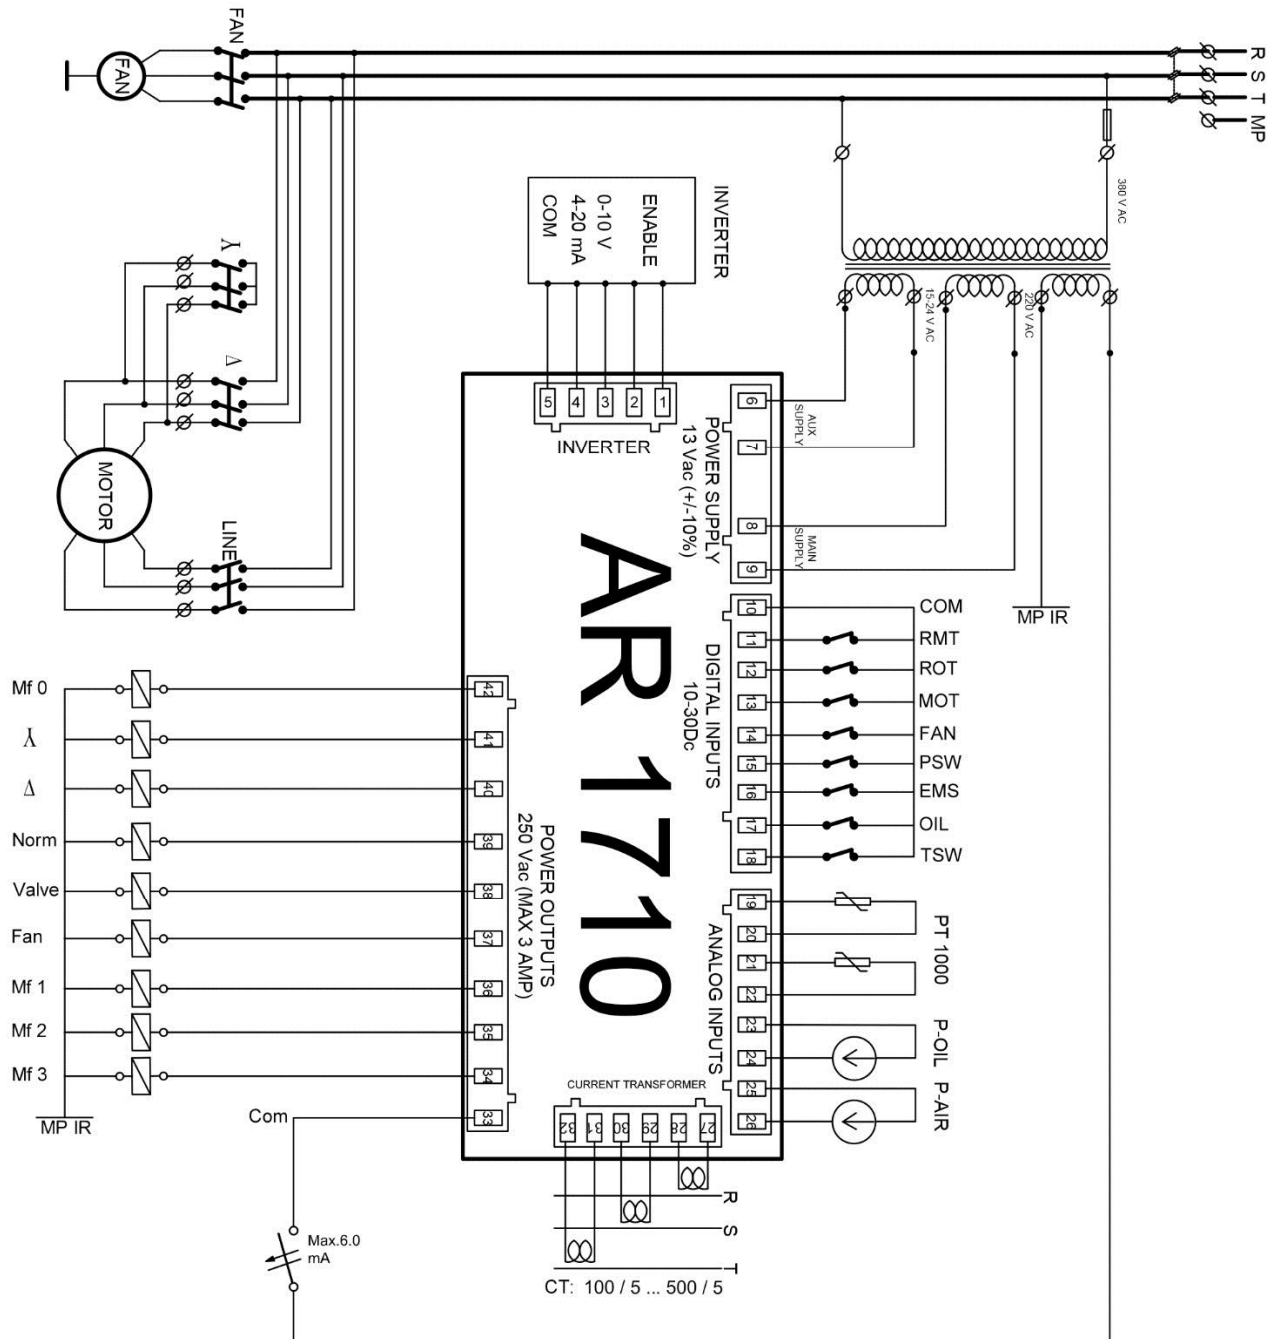 FAN
FAN
R
S
T
MP
380 V AC
INVERTER
ENABLE
0-10 V
4-20 mA
COM
15-24 V AC
220 V AC
Y
Δ
MOTOR
LINE
5
4
3
2
1
INVERTER
6
7
8
9
AUX
SUPPLY
MAIN
SUPPLY
POWER SUPPLY
13 Vac (+/-10%)
MP IR
AR 1710
10
11
12
13
14
15
16
17
18
DIGITAL INPUTS
10-30Dc
COM
RMT
ROT
MOT
FAN
PSW
EMS
OIL
TSW
19
20
21
22
23
24
25
26
ANALOG INPUTS
PT 1000
P-OIL
P-AIR
Mf 0
⅄
Δ
Norm
Valve
Fan
Mf 1
Mf 2
Mf 3
MP IR
42
41
40
39
38
37
36
35
34
33
POWER OUTPUTS
250 Vac (MAX 3 AMP)
Com
Max.6.0
mA
CURRENT TRANSFORMER
32
31
30
29
28
27
R
S
T
CT: 100 / 5 ... 500 / 5